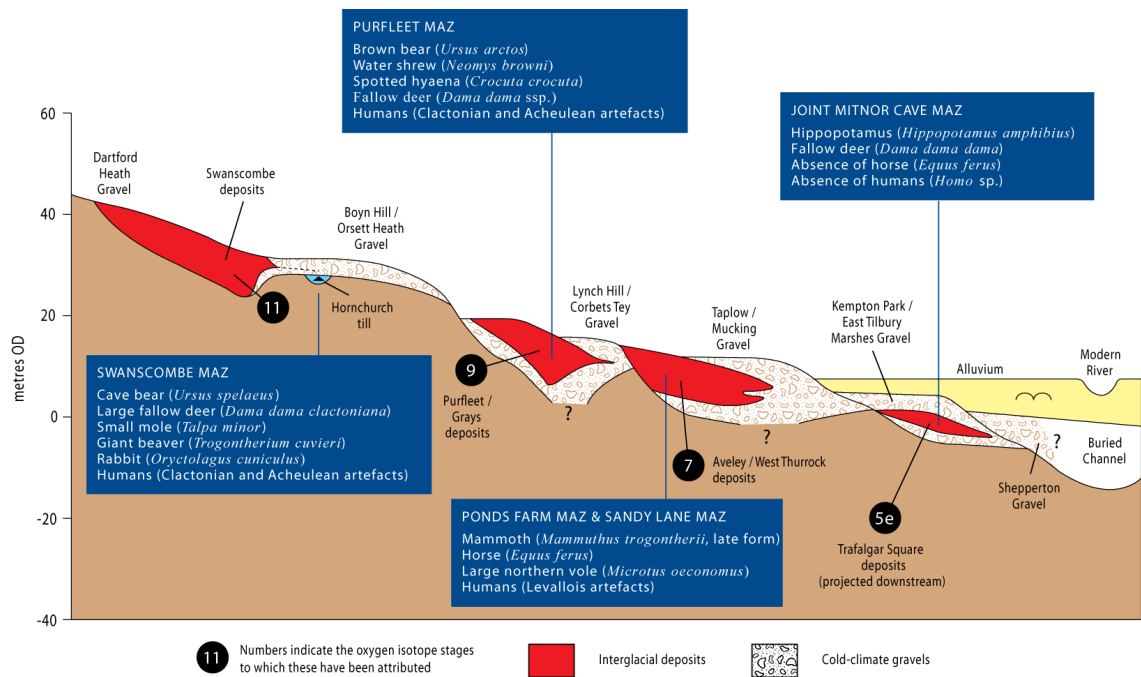 PURFLEET MAZ
Brown bear (Ursus arctos)
Water shrew (Neomys browni)
Spotted hyaena (Crocuta crocuta)
Fallow deer (Dama dama ssp.)
Humans (Clactonian and Acheulean artefacts)
JOINT MITNOR CAVE MAZ
Hippopotamus (Hippopotamus amphibius)
Fallow deer (Dama dama dama)
Absence of horse (Equus ferus)
Absence of humans (Homo sp.)
metres OD
60
40
20
0
-20
-40
Dartford
Heath
Gravel
Swanscombe
deposits
Boyn Hill /
Orsett Heath
Gravel
11
Hornchurch
till
Lynch Hill /
Corbets Tey
Gravel
Taplow /
Mucking
Gravel
Kempton Park /
East Tilbury
Marshes Gravel
Alluvium
Modern
River
SWANSCOMBE MAZ
Cave bear (Ursus spelaeus)
Large fallow deer (Dama dama clactoniana)
Small mole (Talpa minor)
Giant beaver (Trogontherium cuvieri)
Rabbit (Oryctolagus cuniculus)
Humans (Clactonian and Acheulean artefacts)
9
Purfleet /
Grays
deposits
?
7
Aveley / West Thurrock
deposits
?
5e
Trafalgar Square
deposits
(projected downstream)
?
Buried
Channel
Shepperton
Gravel
PONDS FARM MAZ & SANDY LANE MAZ
Mammoth (Mammuthus trogontherii, late form)
Horse (Equus ferus)
Large northern vole (Microtus oeconomus)
Humans (Levallois artefacts)
11
Numbers indicate the oxygen isotope stages
to which these have been attributed
Interglacial deposits
Cold-climate gravels